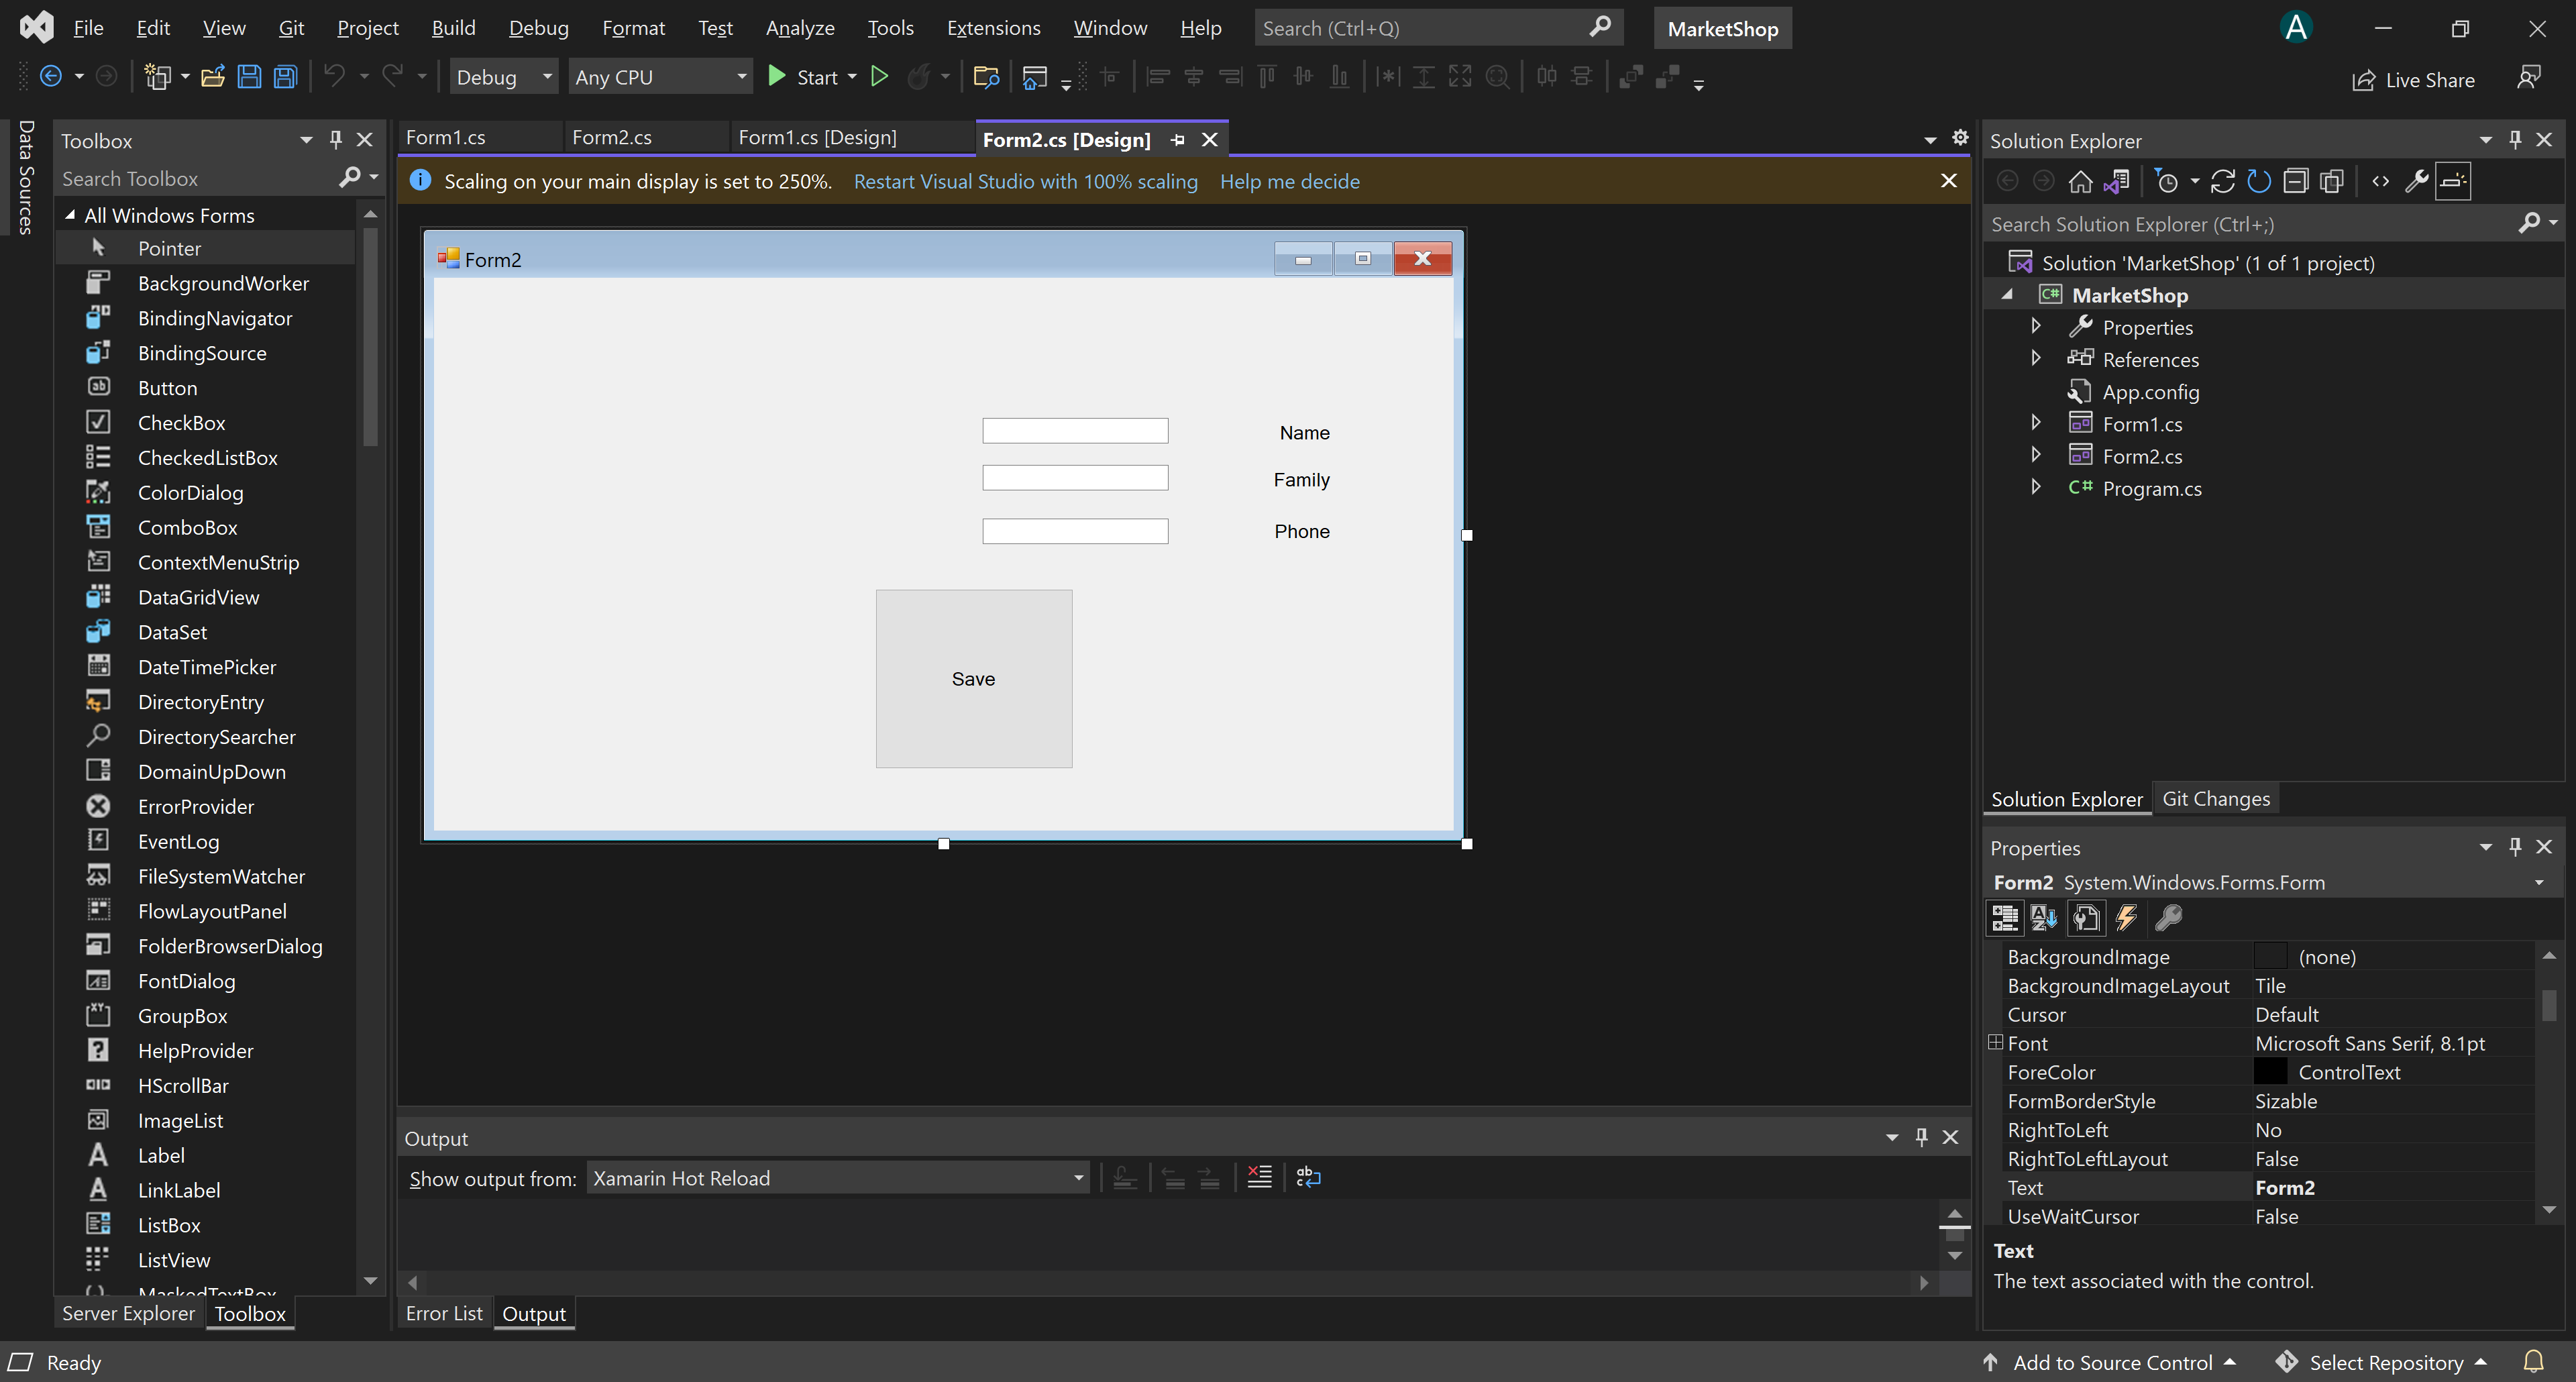 File Edit View Git Project Build Debug Format Test Analyze Tools Extensions Window Help Search (Ctrl+Q) MarketShop A
Debug Any CPU Start Live Share
Data Sources
Toolbox
Search Toolbox
All Windows Forms
Pointer
BackgroundWorker
BindingNavigator
BindingSource
Button
CheckBox
CheckedListBox
ColorDialog
ComboBox
ContextMenuStrip
DataGridView
DataSet
DateTimePicker
DirectoryEntry
DirectorySearcher
DomainUpDown
ErrorProvider
EventLog
FileSystemWatcher
FlowLayoutPanel
FolderBrowserDialog
FontDialog
GroupBox
HelpProvider
HScrollBar
ImageList
Label
LinkLabel
ListBox
ListView
MaskedTextBox
Server Explorer Toolbox
Form1.cs Form2.cs Form1.cs [Design] Form2.cs [Design]
Scaling on your main display is set to 250%. Restart Visual Studio with 100% scaling Help me decide
Form2
Name
Family
Phone
Save
Output
Show output from: Xamarin Hot Reload
Error List Output
Solution Explorer
Search Solution Explorer (Ctrl+;)
Solution 'MarketShop' (1 of 1 project)
MarketShop
Properties
References
App.config
Form1.cs
Form2.cs
C# Program.cs
Solution Explorer Git Changes
Properties
Form2 System.Windows.Forms.Form
BackgroundImage (none)
BackgroundImageLayout Tile
Cursor Default
Font Microsoft Sans Serif, 8.1pt
ForeColor ControlText
FormBorderStyle Sizable
RightToLeft No
RightToLeftLayout False
Text Form2
UseWaitCursor False
Text
The text associated with the control.
Ready Add to Source Control Select Repository